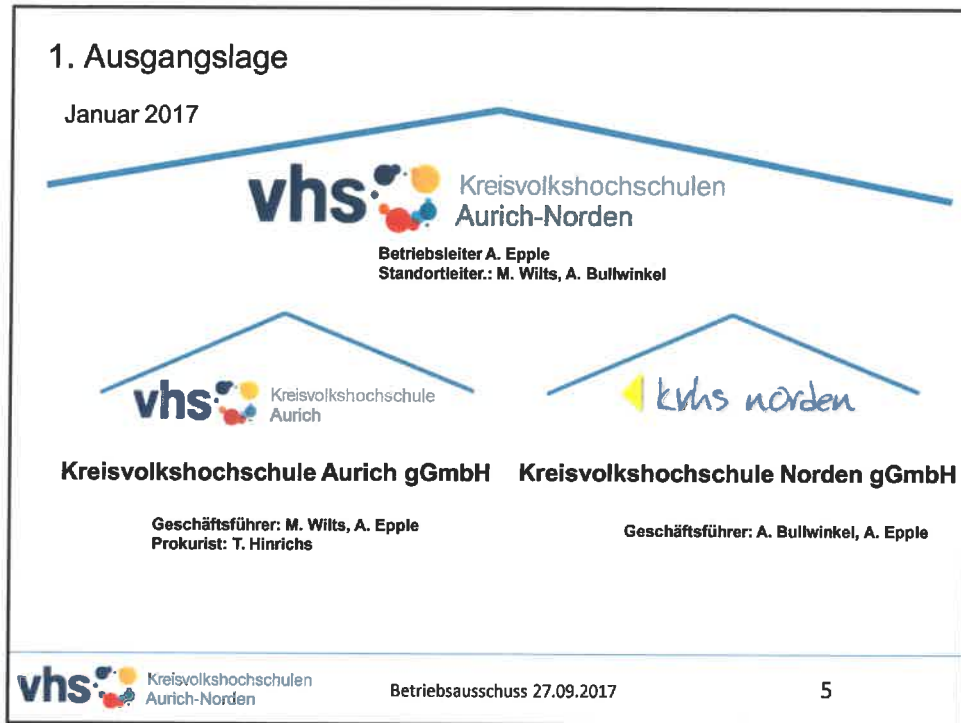 1. Ausgangslage
Januar 2017
vhs Kreisvolkshochschulen
Aurich-Norden
Betriebsleiter A. Epple
Standortleiter.: M. Wilts, A. Bullwinkel
vhs Kreisvolkshochschule
Aurich
kvhs norden
Kreisvolkshochschule Aurich gGmbH
Kreisvolkshochschule Norden gGmbH
Geschäftsführer: M. Wilts, A. Epple
Prokurist: T. Hinrichs
Geschäftsführer: A. Bullwinkel, A. Epple
vhs Kreisvolkshochschulen
Aurich-Norden
Betriebsausschuss 27.09.2017
5